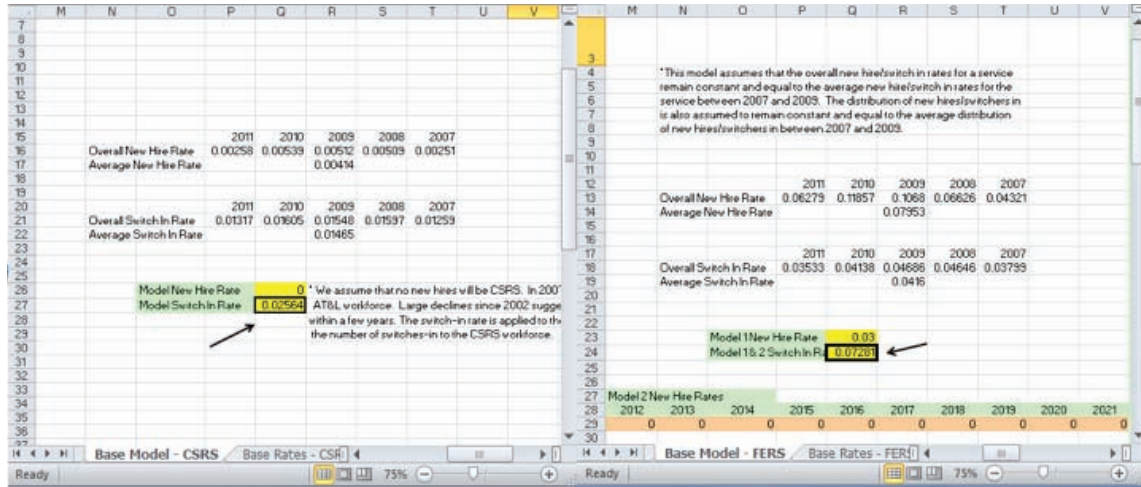 M N O P Q R S T U V
7
8
9
10
11
12
13
14
15 2011 2010 2009 2008 2007
16 Overall New Hire Rate 0.00258 0.00539 0.00512 0.00509 0.00251
17 Average New Hire Rate 0.00414
18
19
20 2011 2010 2009 2008 2007
21 Overall Switch In Rate 0.01317 0.01605 0.01548 0.01597 0.01259
22 Average Switch In Rate 0.01465
23
24
25
26 Model New Hire Rate 0 * We assume that no new hires will be CSRS. In 200
27 Model Switch In Rate 0.02564 AT&L workforce. Large declines since 2002 sugge
28 within a few years. The switch-in rate is applied to th
29 the number of switches-in to the CSRS workforce.
30
31
32
33
34
35
36
37
Base Model - CSRS Base Rates - CSR
Ready 75%
M N O P Q R S T U V
3
4 *This model assumes that the overall new hire/switch in rates for a service
5 remain constant and equal to the average new hire/switch in rates for the
6 service between 2007 and 2009. The distribution of new hires/switchers in
7 is also assumed to remain constant and equal to the average distribution
8 of new hires/switchers in between 2007 and 2009.
9
10
11
12 2011 2010 2009 2008 2007
13 Overall New Hire Rate 0.06279 0.11857 0.1068 0.06626 0.04321
14 Average New Hire Rate 0.07953
15
16
17 2011 2010 2009 2008 2007
18 Overall Switch In Rate 0.03533 0.04138 0.04686 0.04646 0.03799
19 Average Switch In Rate 0.0416
20
21
22
23 Model 1 New Hire Rate 0.03
24 Model 1 & 2 Switch In Ra 0.07281
25
26
27 Model 2 New Hire Rates
28 2012 2013 2014 2015 2016 2017 2018 2019 2020 2021
29 0 0 0 0 0 0 0 0 0 0
30
Base Model - FERS Base Rates - FERS
Ready 75%